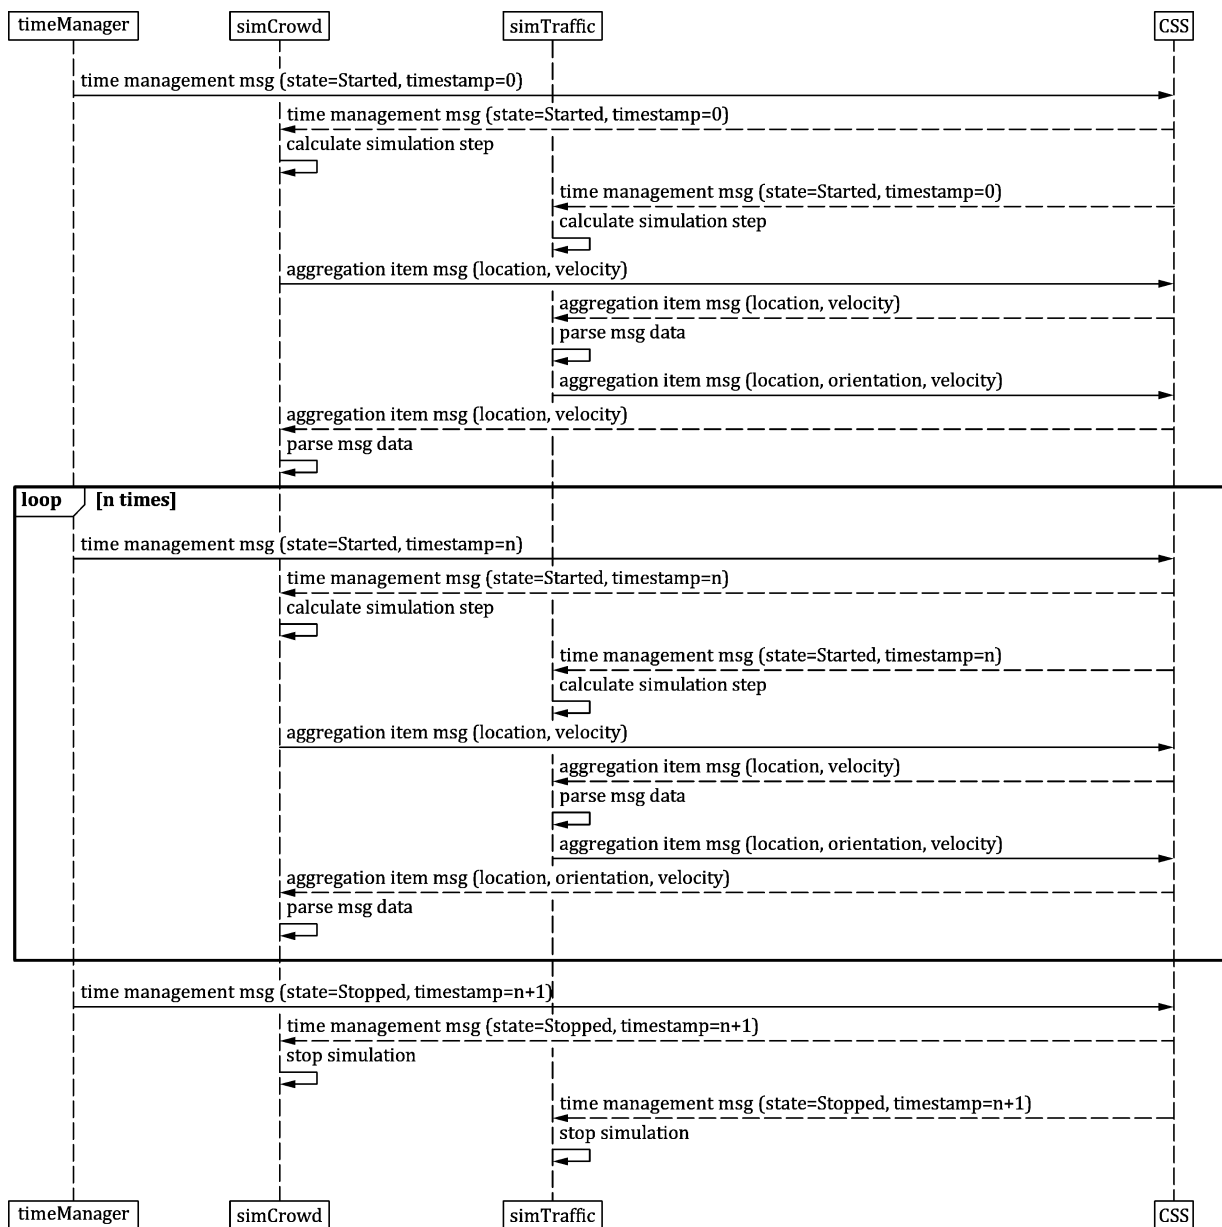 timeManager simCrowd simTraffic CSS
time management msg (state=Started, timestamp=0)
time management msg (state=Started, timestamp=0)
calculate simulation step
time management msg (state=Started, timestamp=0)
calculate simulation step
aggregation item msg (location, velocity)
aggregation item msg (location, velocity)
parse msg data
aggregation item msg (location, orientation, velocity)
aggregation item msg (location, velocity)
parse msg data
loop [n times]
time management msg (state=Started, timestamp=n)
time management msg (state=Started, timestamp=n)
calculate simulation step
time management msg (state=Started, timestamp=n)
calculate simulation step
aggregation item msg (location, velocity)
aggregation item msg (location, velocity)
parse msg data
aggregation item msg (location, orientation, velocity)
aggregation item msg (location, orientation, velocity)
parse msg data
time management msg (state=Stopped, timestamp=n+1)
time management msg (state=Stopped, timestamp=n+1)
stop simulation
time management msg (state=Stopped, timestamp=n+1)
stop simulation
timeManager simCrowd simTraffic CSS